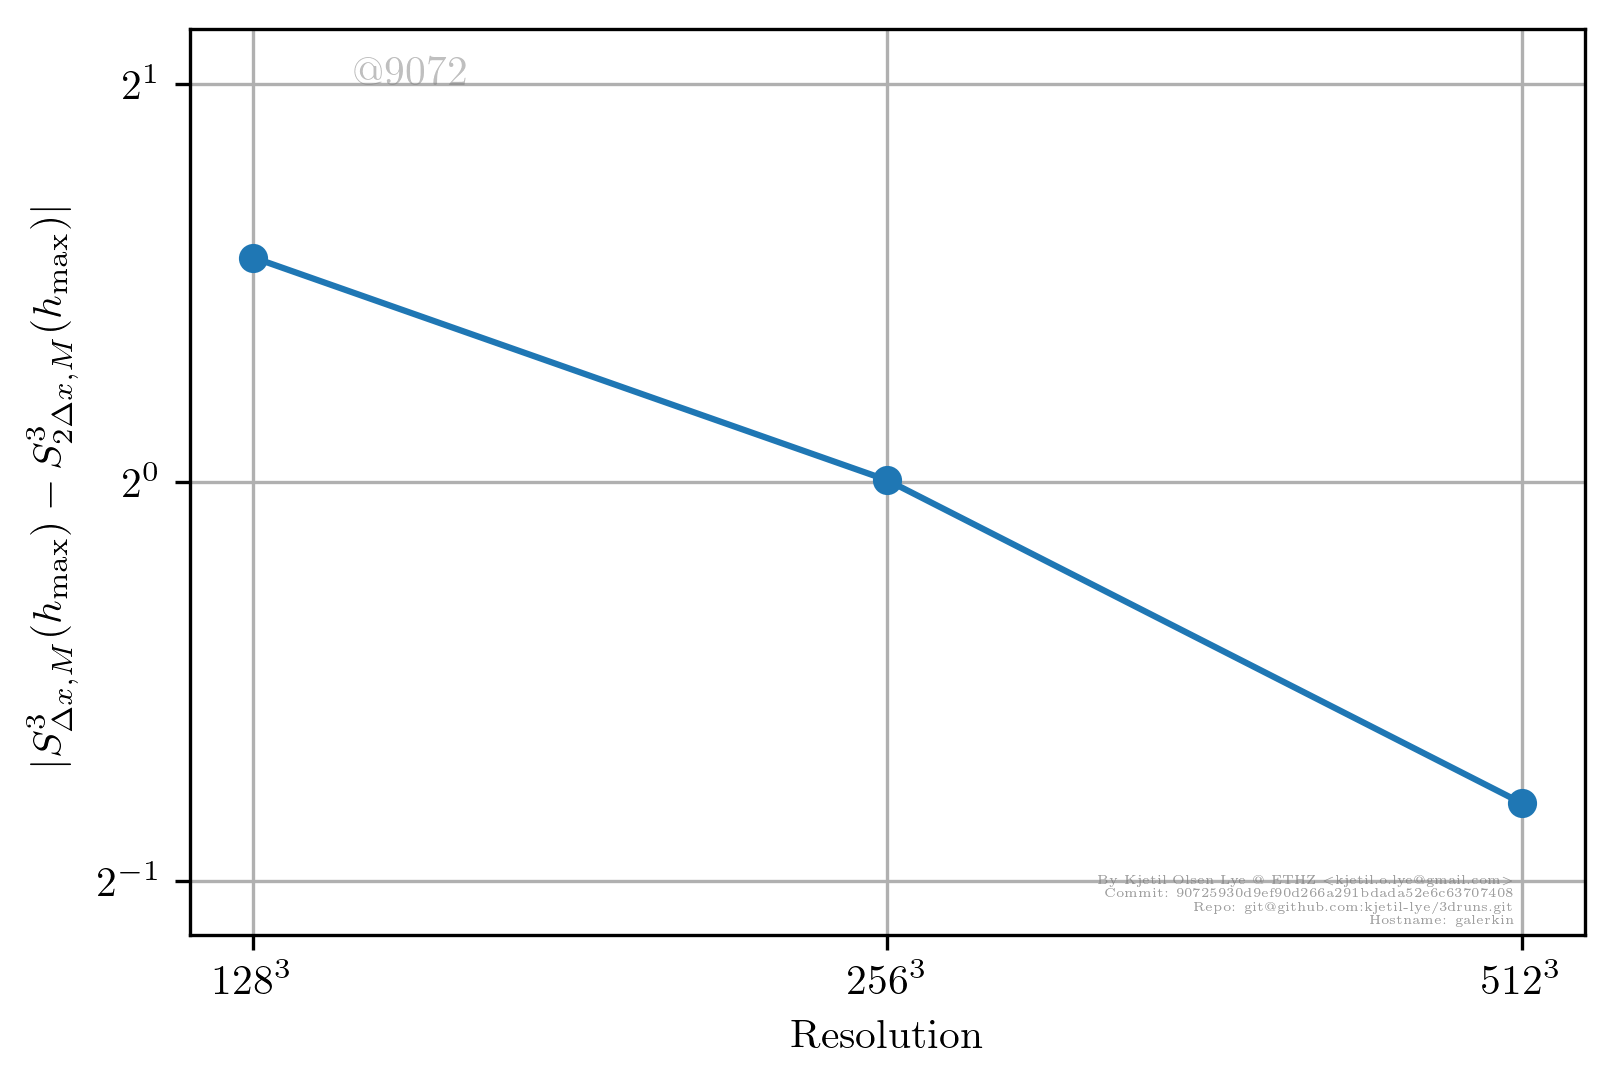 @9072
2^1
2^0
2^{-1}
|S^3_{Δx,M}(h_max) − S^3_{2Δx,M}(h_max)|
By Kjetil Olsen Lye @ ETHZ <kjetil.o.lye@gmail.com>
Commit: 90725930d9ef90d266a291bdada52e6c63707408
Repo: git@github.com:kjetil-lye/3druns.git
Hostname: galerkin
128^3 256^3 512^3
Resolution